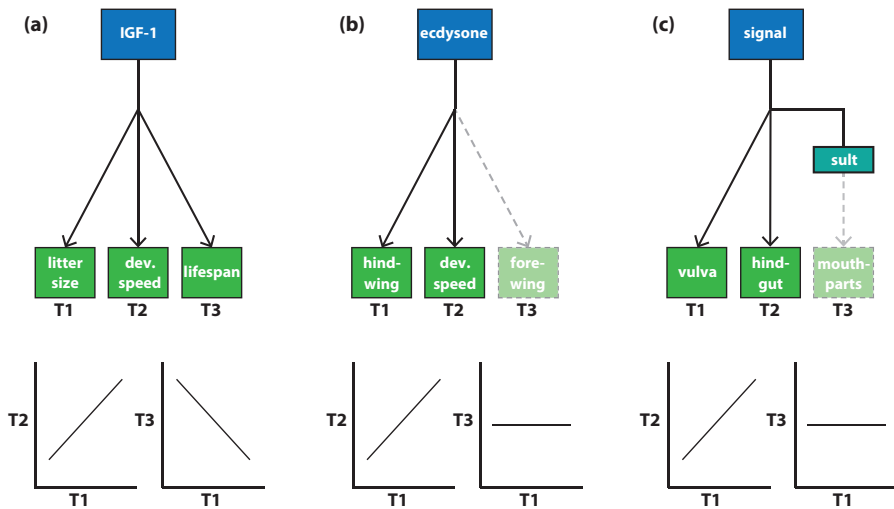 (a)
IGF-1
litter
size
dev.
speed
lifespan
T1
T2
T3
T2
T1
T3
T1
(b)
ecdysone
hind-
wing
dev.
speed
fore-
wing
T1
T2
T3
T2
T1
T3
T1
(c)
signal
sult
vulva
hind-
gut
mouth-
parts
T1
T2
T3
T2
T1
T3
T1